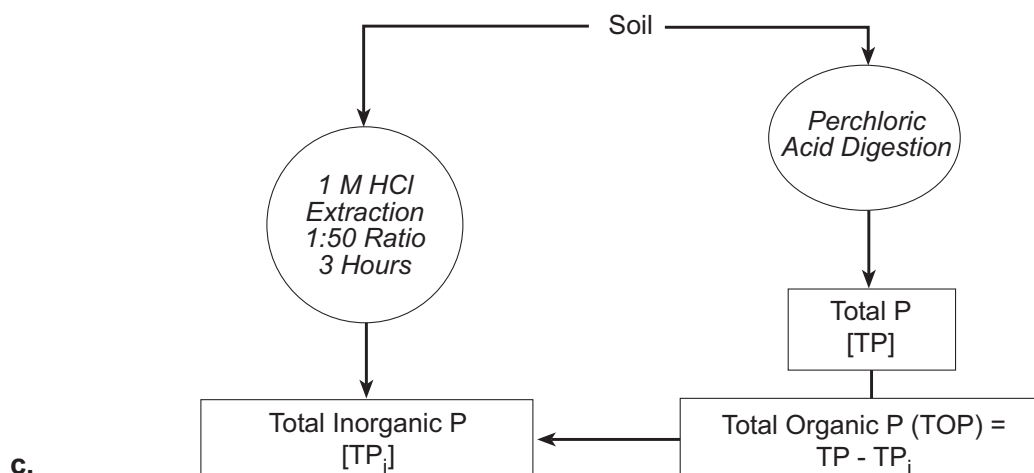 Soil
Perchloric
Acid Digestion
1 M HCl
Extraction
1:50 Ratio
3 Hours
Total P
[TP]
Total Inorganic P
[TPi]
Total Organic P (TOP) =
TP - TPi
c.